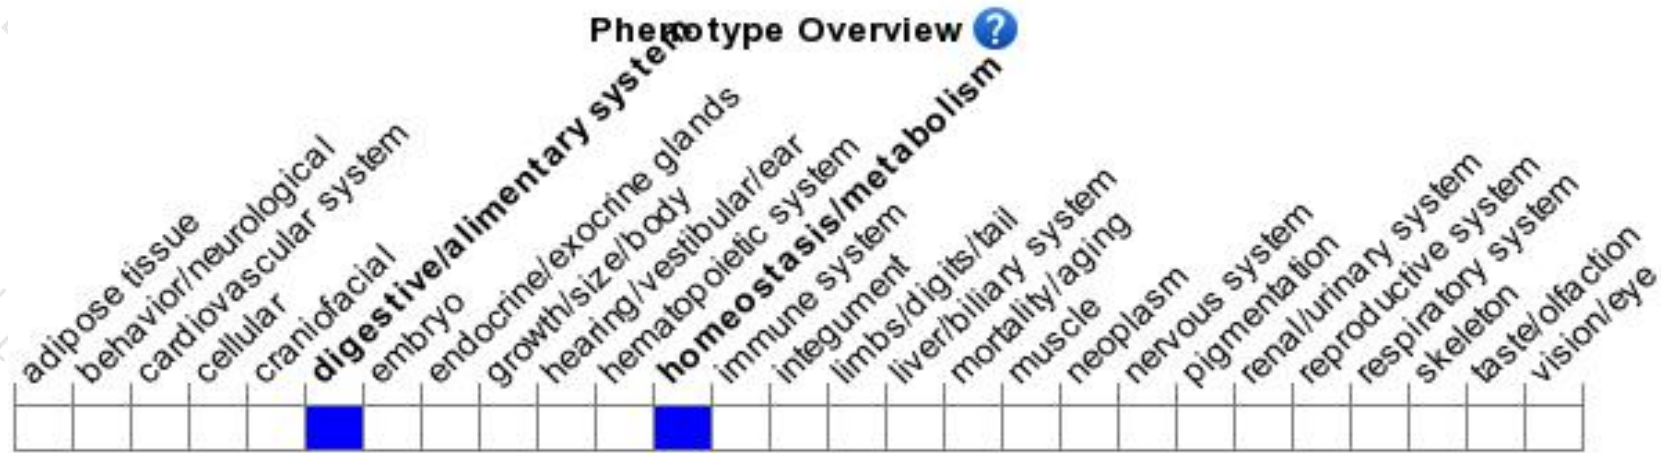 Phenotype Overview ?
adipose tissue
behavior/neurological
cardiovascular system
cellular
craniofacial
digestive/alimentary system
embryo
endocrine/exocrine glands
growth/size/body
hearing/vestibular/ear
hematopoietic system
homeostasis/metabolism
immune system
integument
limbs/digits/tail
liver/biliary system
mortality/aging
muscle
neoplasm
nervous system
pigmentation
renal/urinary system
reproductive system
respiratory system
skeleton
taste/olfaction
vision/eye